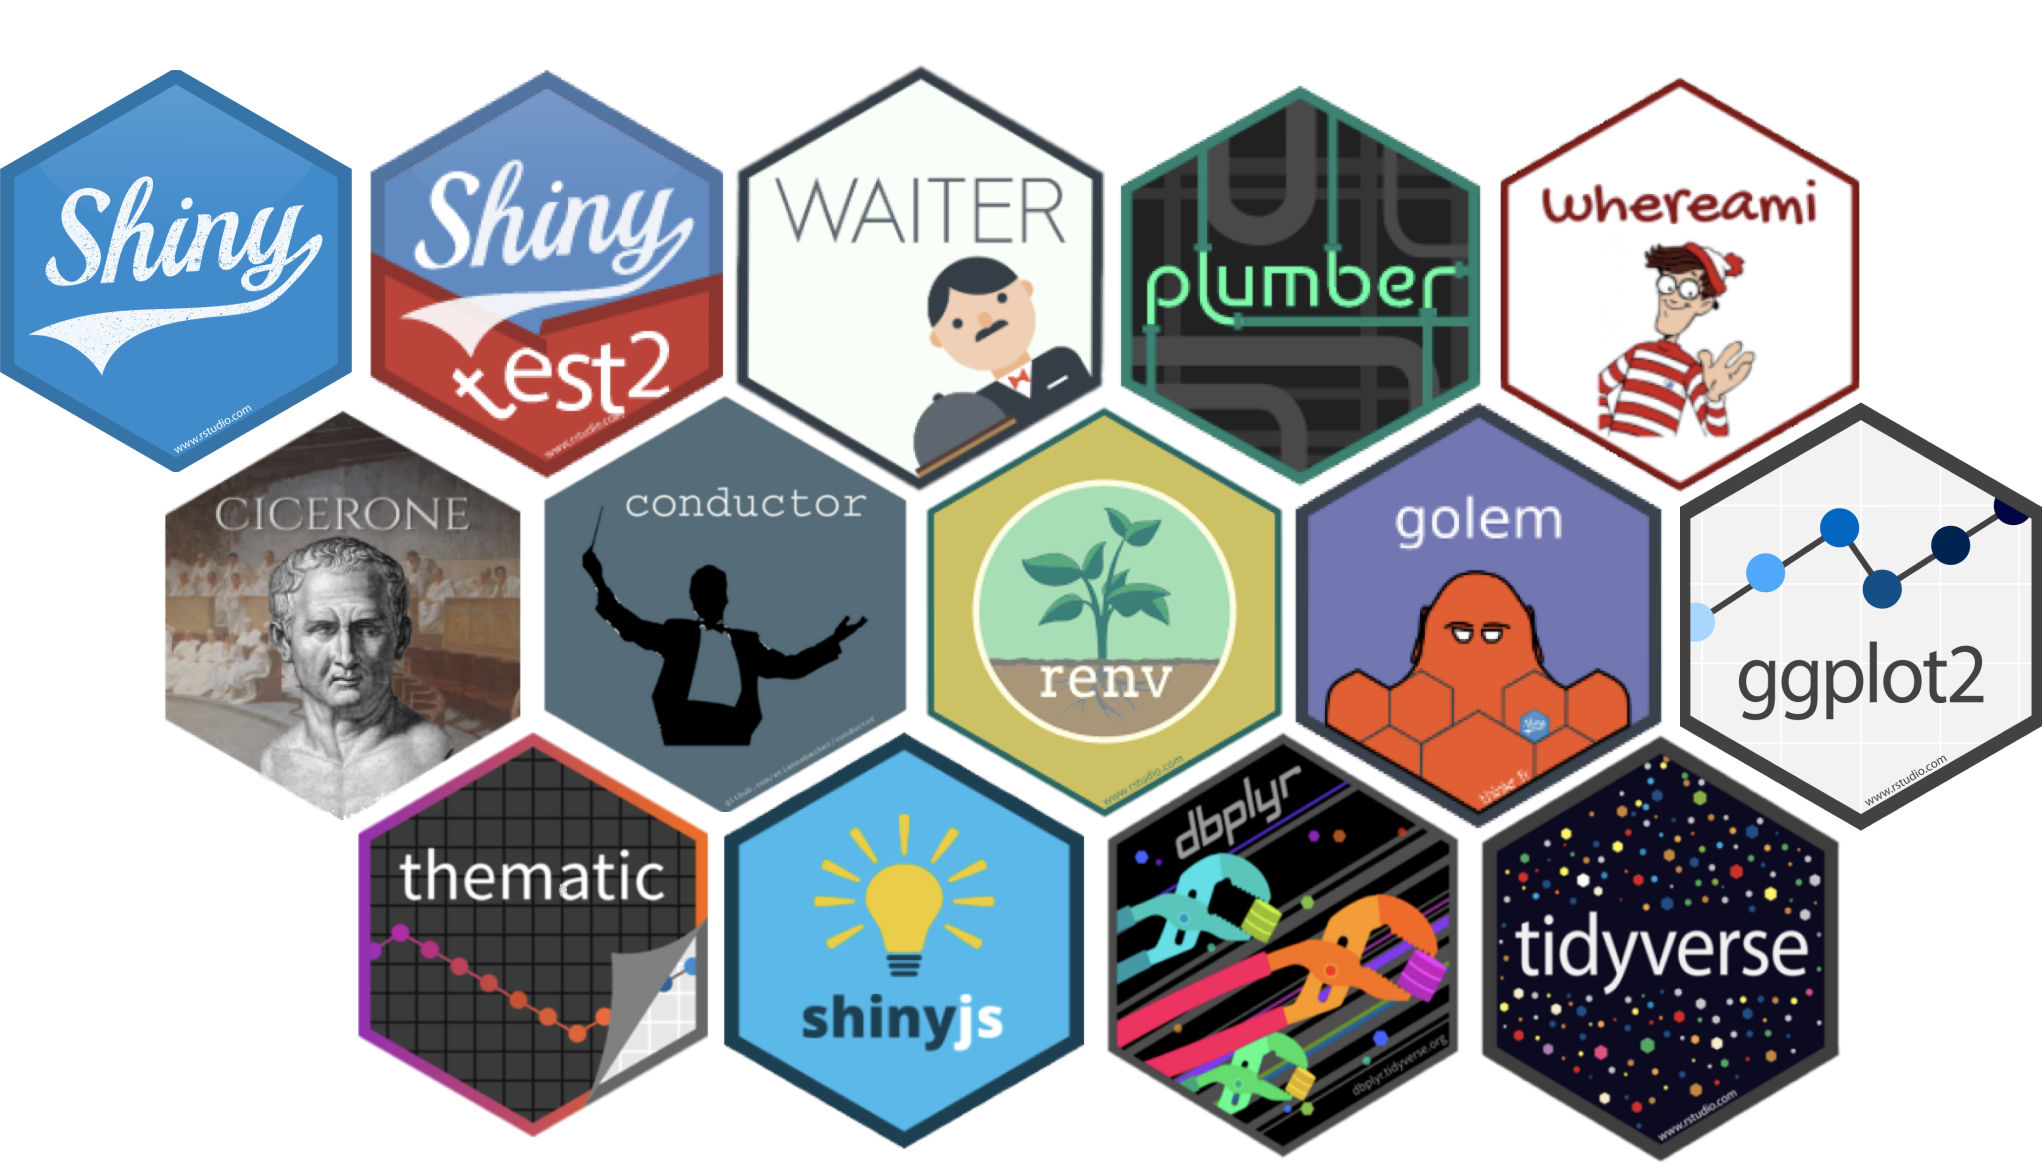 Shiny
www.rstudio.com
Shiny
test2
www.rstudio.com
WAITER
plumber
whereami
CICERONE
conductor
github.com/etiennebacher/conductor
renv
www.rstudio.com
golem
thinkr.fr
ggplot2
www.rstudio.com
thematic
shinyjs
dbplyr
dbplyr.tidyverse.org
tidyverse
www.rstudio.com